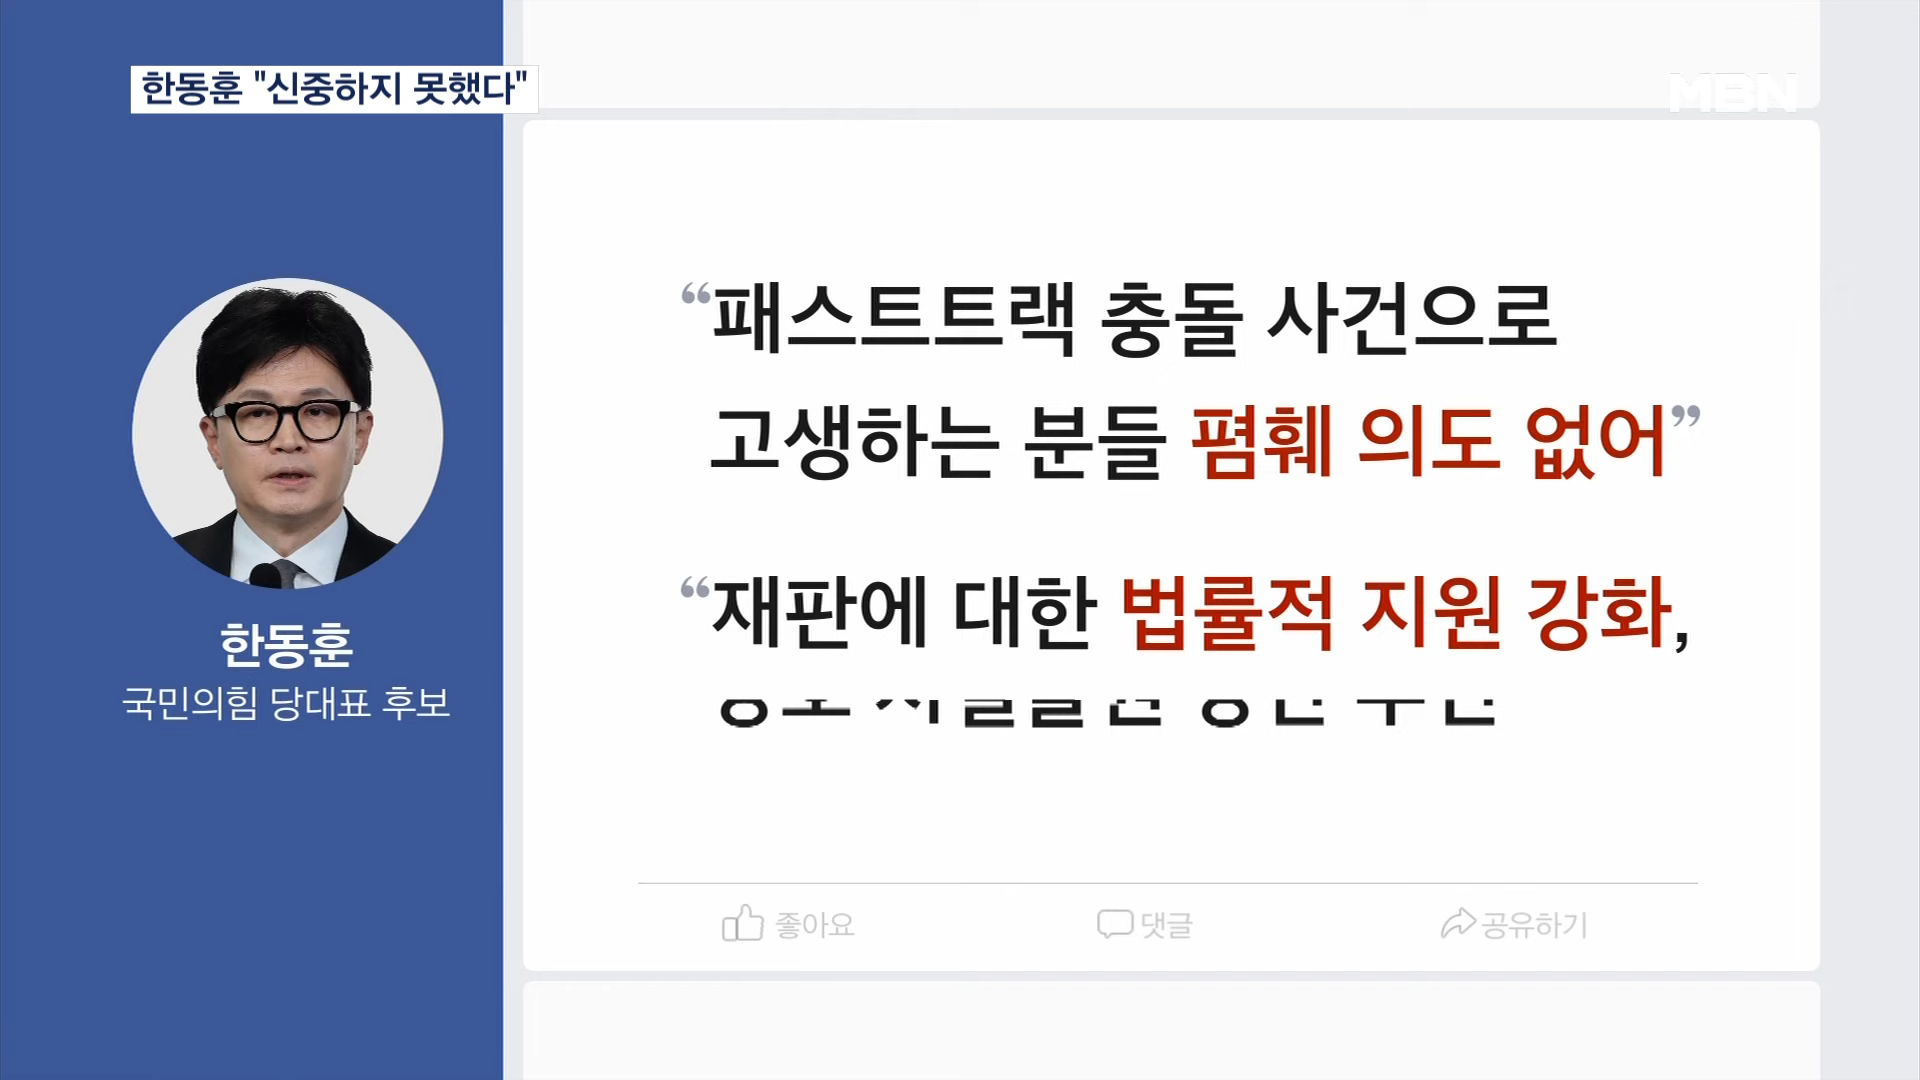 한동훈 "신중하지 못했다"
MBN
“패스트트랙 충돌 사건으로
고생하는 분들 폄훼 의도 없어”
“재판에 대한 법률적 지원 강화,
한동훈
국민의힘 당대표 후보
좋아요 댓글 공유하기